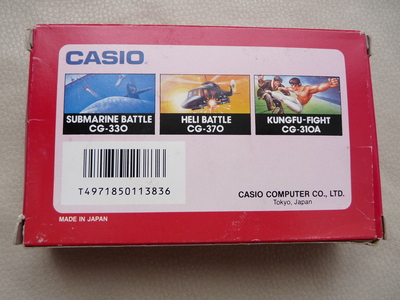 CASIO
SUBMARINE BATTLE
CG-330
HELI BATTLE
CG-370
KUNGFU-FIGHT
CG-310A
T4971850113836
CASIO COMPUTER CO., LTD.
Tokyo, Japan
MADE IN JAPAN